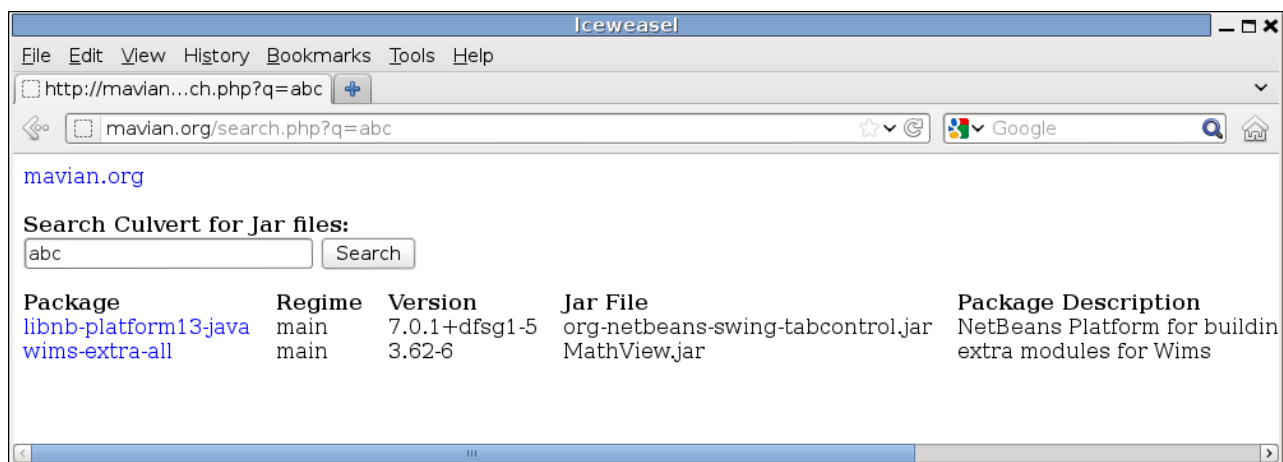 Iceweasel
File Edit View History Bookmarks Tools Help
http://mavian...ch.php?q=abc
mavian.org/search.php?q=abc Google
mavian.org
Search Culvert for Jar files:
abc Search
Package Regime Version Jar File Package Description
libnb-platform13-java main 7.0.1+dfsg1-5 org-netbeans-swing-tabcontrol.jar NetBeans Platform for buildin
wims-extra-all main 3.62-6 MathView.jar extra modules for Wims